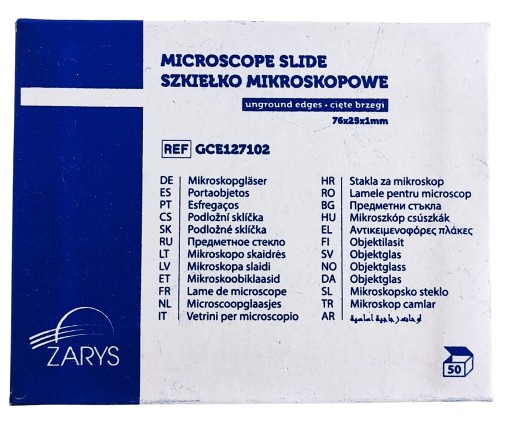 MICROSCOPE SLIDE
SZKIEŁKO MIKROSKOPOWE
unground edges • cięte brzegi
76x25x1mm
REF GCE127102
DE Mikroskopgläser
ES Portaobjetos
PT Esfregaços
CS Podložní sklíčka
SK Podložné sklíčka
RU Предметное стекло
LT Mikroskopo skaidrės
LV Mikroskopa slaidi
ET Mikroskoobiklaasid
FR Lame de microscope
NL Microscoopglaasjes
IT Vetrini per microscopio
HR Stakla za mikroskop
RO Lamele pentru microscop
BG Предметни стъкла
HU Mikroszkóp csúszkák
EL Αντικειμενοφόρες πλάκες
FI Objektilasit
SV Objektglas
NO Objektglass
DA Objektglas
SL Mikroskopsko steklo
TR Mikroskop camlar
AR
ZARYS
50